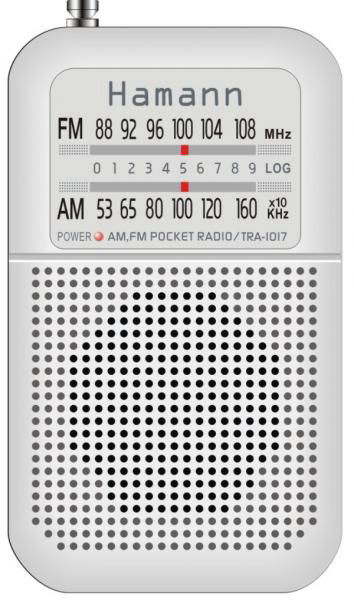 Hamann
FM 88 92 96 100 104 108 MHz
0 1 2 3 4 5 6 7 8 9 LOG
AM 53 65 80 100 120 160 x10 KHz
POWER AM,FM POCKET RADIO/TRA-1017